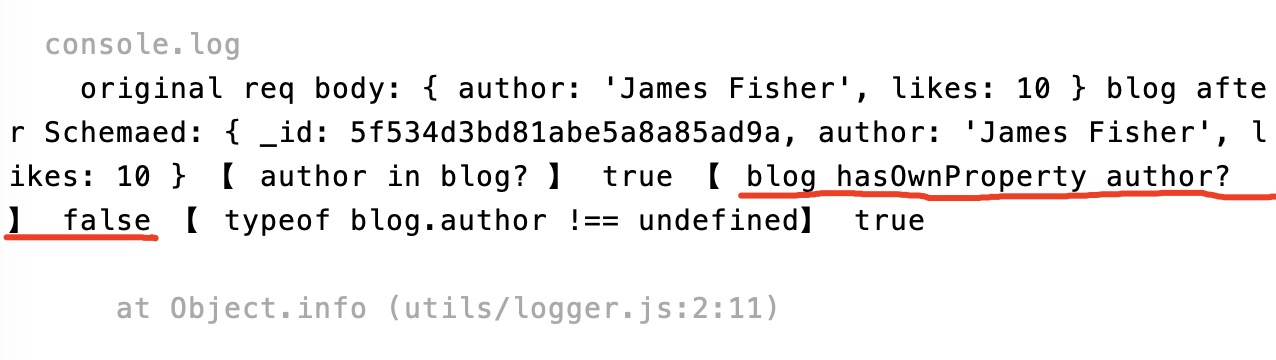 console.log
original req body: { author: 'James Fisher', likes: 10 } blog afte
r Schemaed: { _id: 5f534d3bd81abe5a8a85ad9a, author: 'James Fisher', l
ikes: 10 } 【 author in blog? 】 true 【 blog hasOwnProperty author?
】 false 【 typeof blog.author !== undefined】 true
at Object.info (utils/logger.js:2:11)